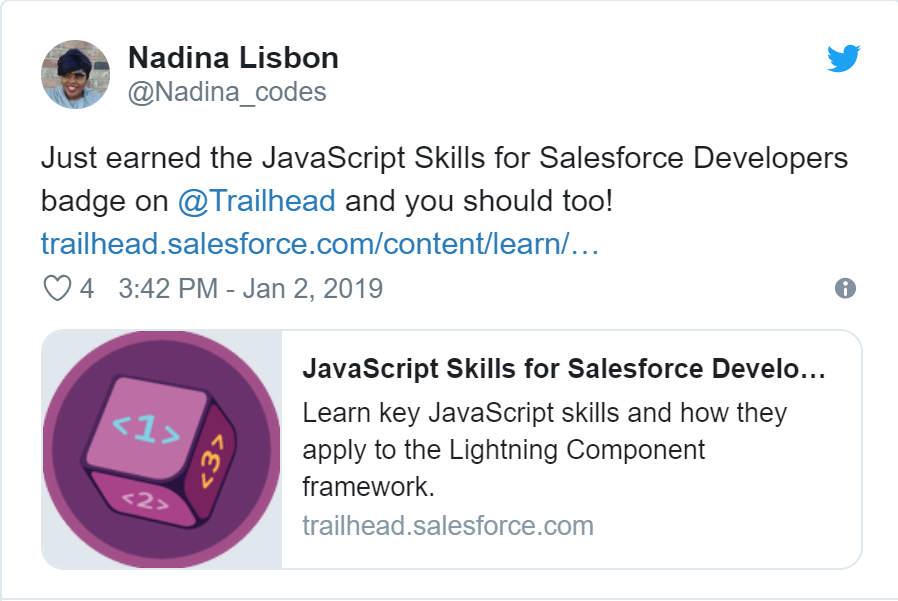 Nadina Lisbon
@Nadina_codes
Just earned the JavaScript Skills for Salesforce Developers
badge on @Trailhead and you should too!
trailhead.salesforce.com/content/learn/…
4 3:42 PM - Jan 2, 2019
<1>
<3>
<2>
JavaScript Skills for Salesforce Develo…
Learn key JavaScript skills and how they
apply to the Lightning Component
framework.
trailhead.salesforce.com